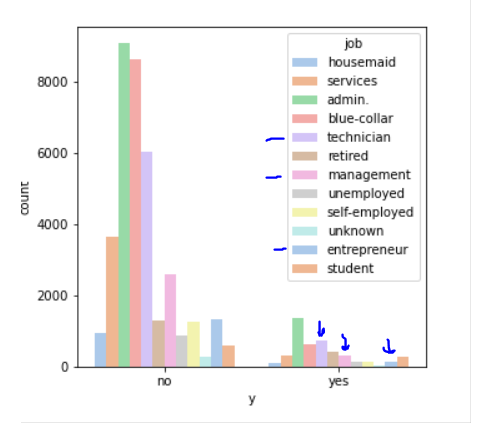 job
housemaid
services
admin.
blue-collar
technician
retired
management
unemployed
self-employed
unknown
entrepreneur
student
8000
6000
4000
2000
0
count
no yes
y